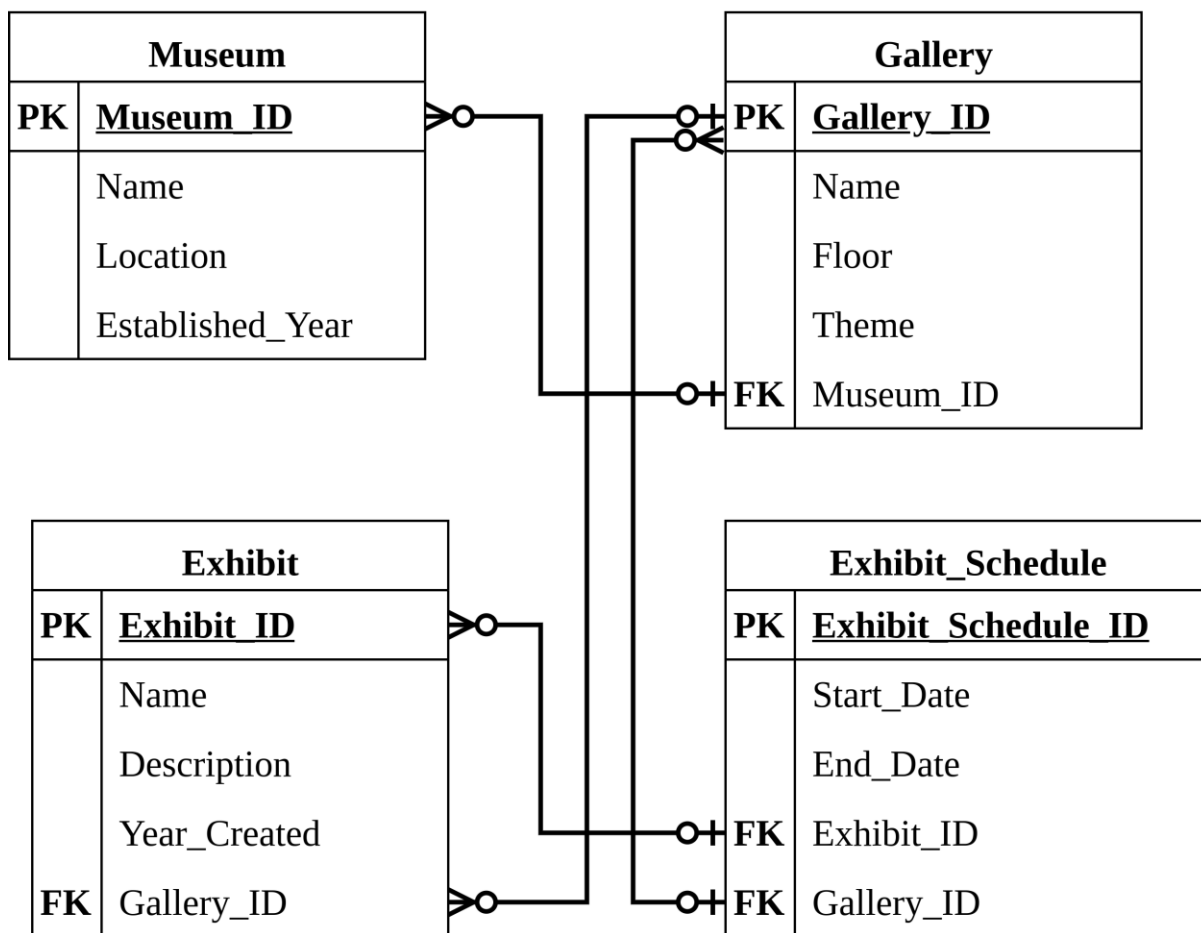 Museum
PK Museum_ID
Name
Location
Established_Year
Gallery
PK Gallery_ID
Name
Floor
Theme
FK Museum_ID
Exhibit
PK Exhibit_ID
Name
Description
Year_Created
FK Gallery_ID
Exhibit_Schedule
PK Exhibit_Schedule_ID
Start_Date
End_Date
FK Exhibit_ID
FK Gallery_ID